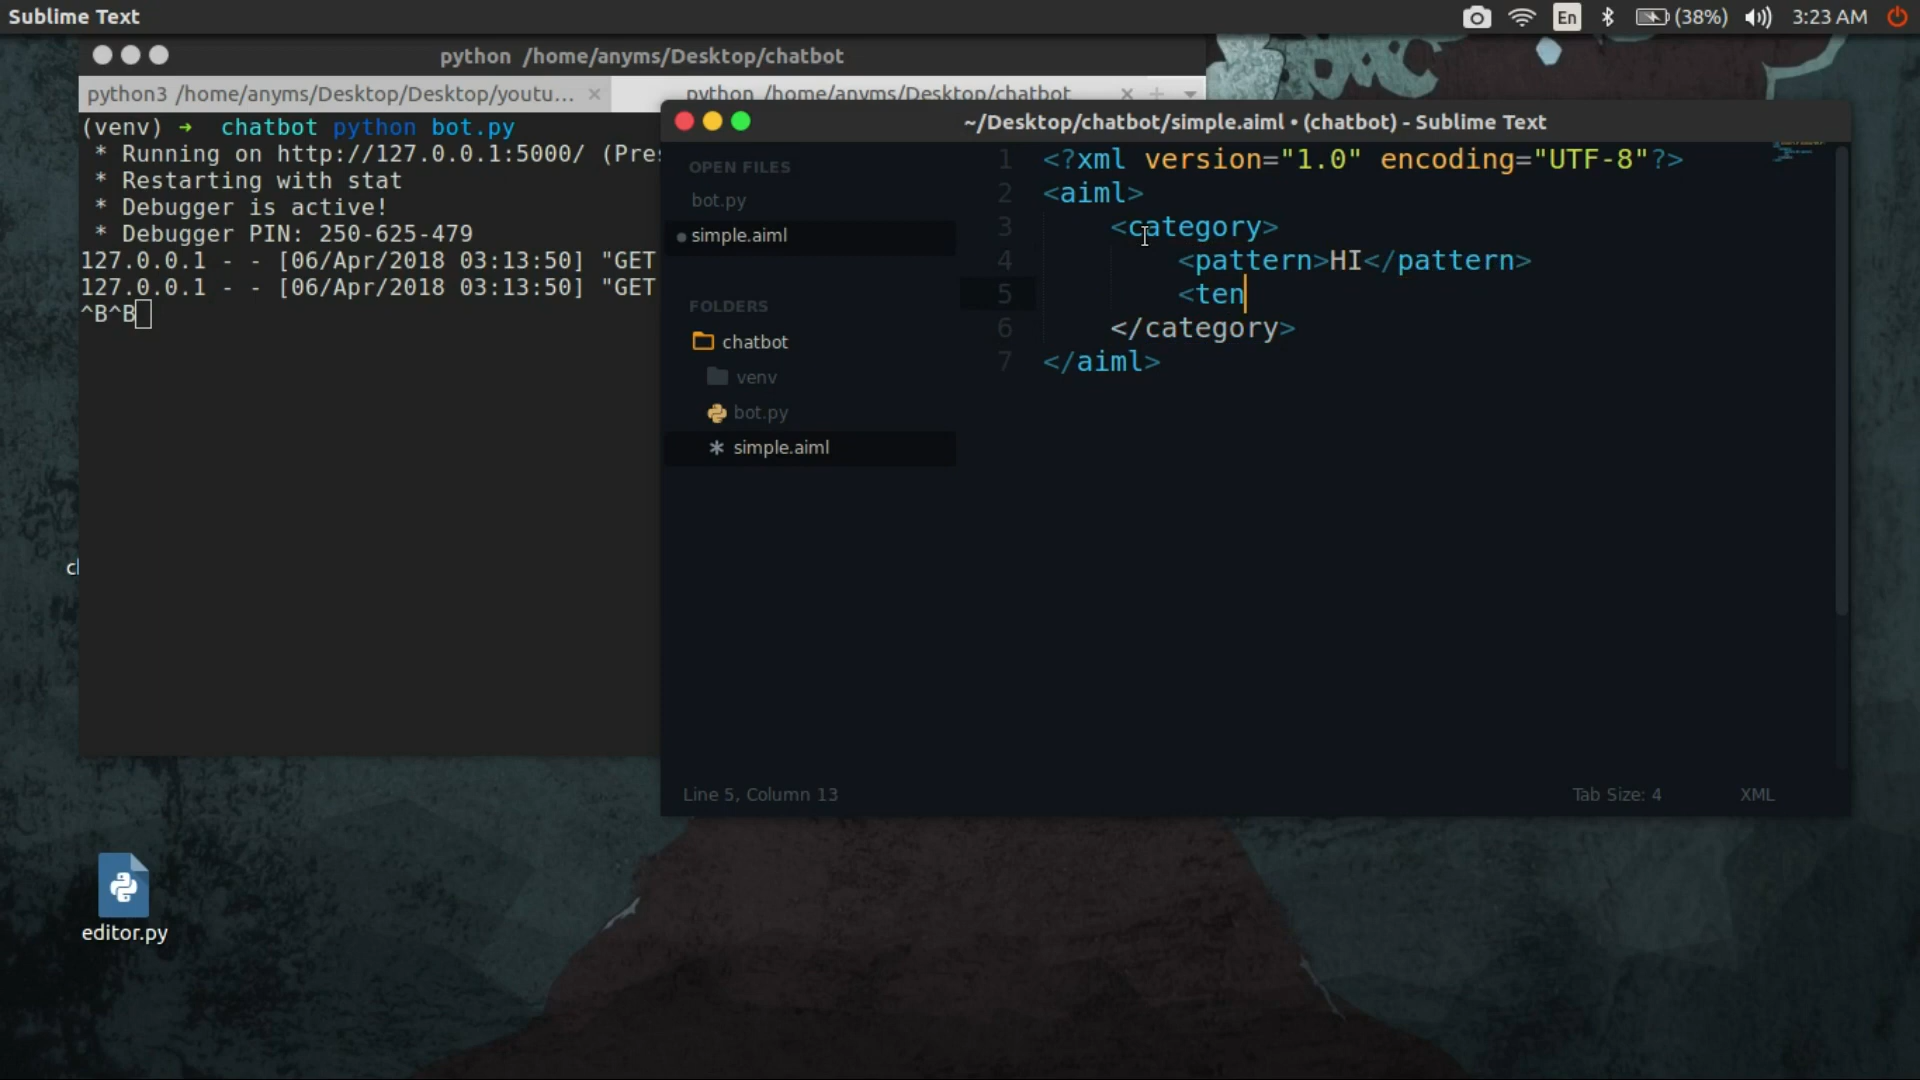 Sublime Text
En
(38%)
3:23 AM
python /home/anyms/Desktop/chatbot
python3 /home/anyms/Desktop/Desktop/youtu...
python /home/anyms/Desktop/chatbot
(venv) ➜ chatbot python bot.py
* Running on http://127.0.0.1:5000/ (Pre
* Restarting with stat
* Debugger is active!
* Debugger PIN: 250-625-479
127.0.0.1 - - [06/Apr/2018 03:13:50] "GET
127.0.0.1 - - [06/Apr/2018 03:13:50] "GET
^B^B
~/Desktop/chatbot/simple.aiml • (chatbot) - Sublime Text
OPEN FILES
bot.py
simple.aiml
FOLDERS
chatbot
venv
bot.py
simple.aiml
1 <?xml version="1.0" encoding="UTF-8"?>
2 <aiml>
3 <category>
4 <pattern>HI</pattern>
5 <ten
6 </category>
7 </aiml>
Line 5, Column 13
Tab Size: 4
XML
editor.py